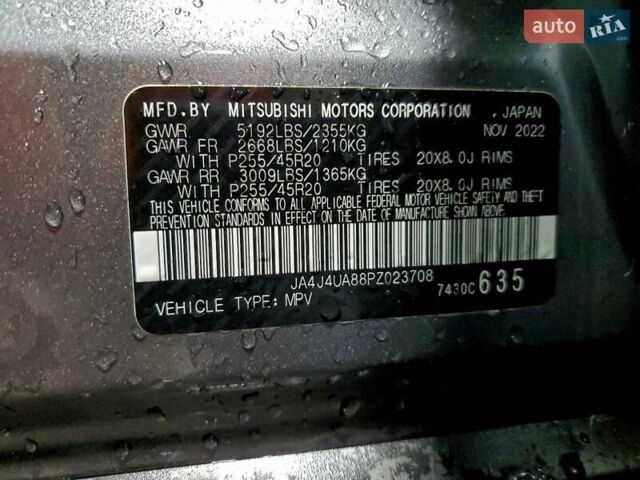 auto RIA .com
MFD.BY MITSUBISHI MOTORS CORPORATION , JAPAN
GVWR 5192LBS/2355KG NOV 2022
GAWR FR 2668LBS/1210KG
WITH P255/45R20 TIRES 20X8.0J RIMS
GAWR RR 3009LBS/1365KG
WITH P255/45R20 TIRES 20X8.0J RIMS
THIS VEHICLE CONFORMS TO ALL APPLICABLE FEDERAL MOTOR VEHICLE SAFETY AND THEFT
PREVENTION STANDARDS IN EFFECT ON THE DATE OF MANUFACTURE SHOWN ABOVE.
JA4J4UA88PZ023708
7430C 635
VEHICLE TYPE: MPV